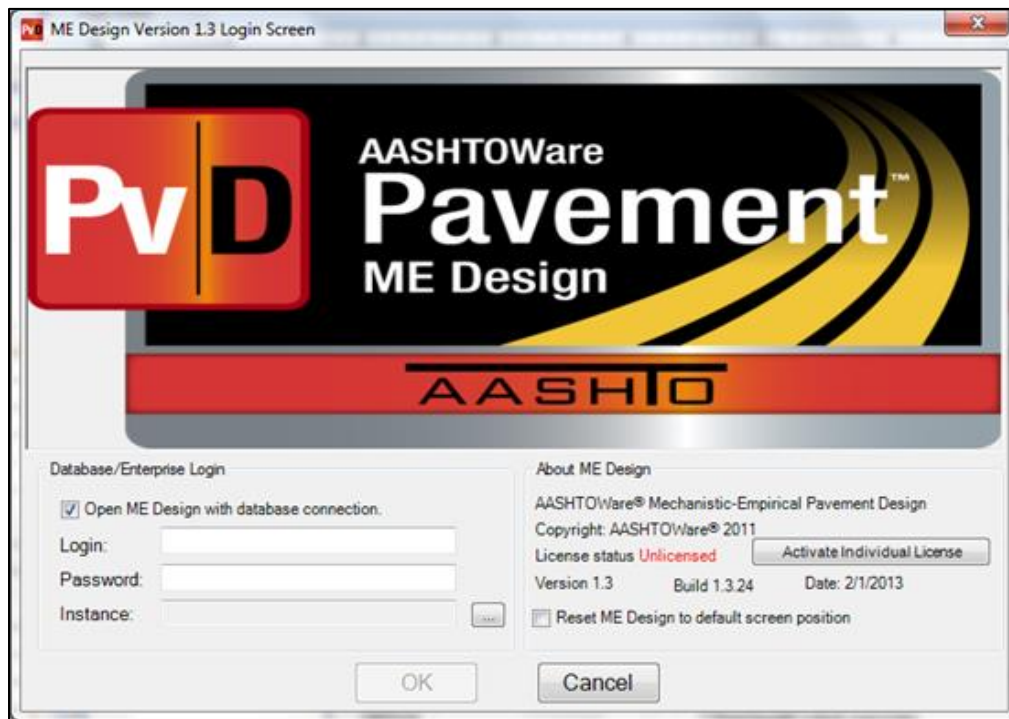 PvD ME Design Version 1.3 Login Screen
PvD
AASHTOWare
Pavement™
ME Design
AASHTO
Database/Enterprise Login
Open ME Design with database connection.
Login:
Password:
Instance:
...
About ME Design
AASHTOWare® Mechanistic-Empirical Pavement Design
Copyright: AASHTOWare® 2011
License status Unlicensed
Activate Individual License
Version 1.3 Build 1.3.24 Date: 2/1/2013
Reset ME Design to default screen position
OK
Cancel